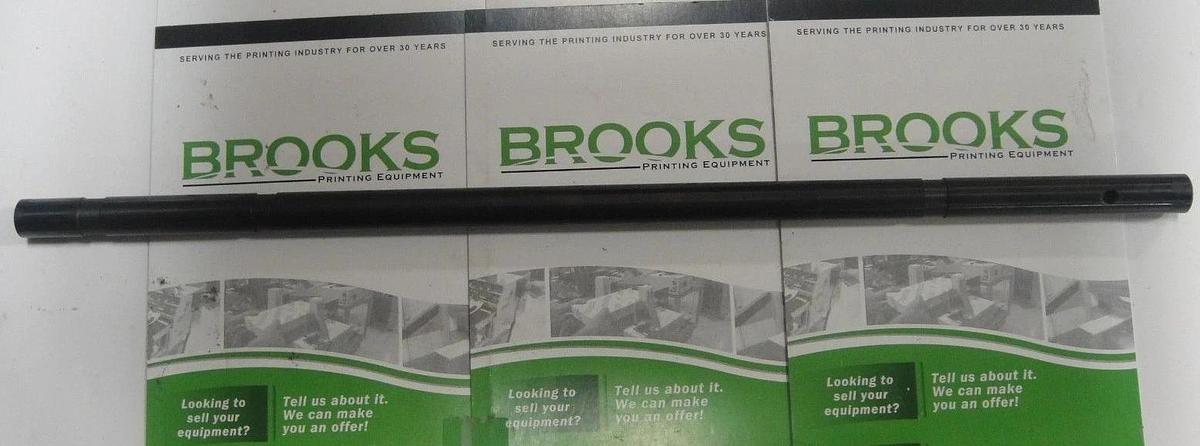 SERVING THE PRINTING INDUSTRY FOR OVER 30 YEARS
BROOKS
PRINTING EQUIPMENT
Looking to
sell your
equipment?
Tell us about it.
We can make
you an offer!
SERVING THE PRINTING INDUSTRY FOR OVER 30 YEARS
BROOKS
PRINTING EQUIPMENT
Looking to
sell your
equipment?
Tell us about it.
We can make
you an offer!
SERVING THE PRINTING INDUSTRY FOR OVER 30 YEARS
BROOKS
PRINTING EQUIPMENT
Looking to
sell your
equipment?
Tell us about it.
We can make
you an offer!